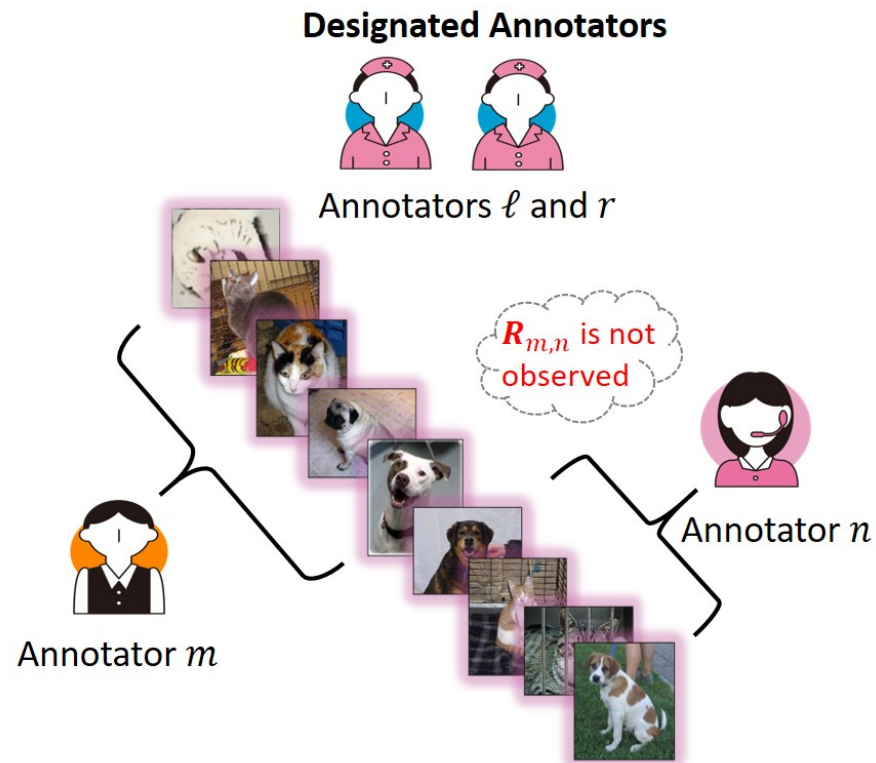 Designated Annotators
Annotators ℓ and r
R_{m,n} is not
observed
Annotator n
Annotator m